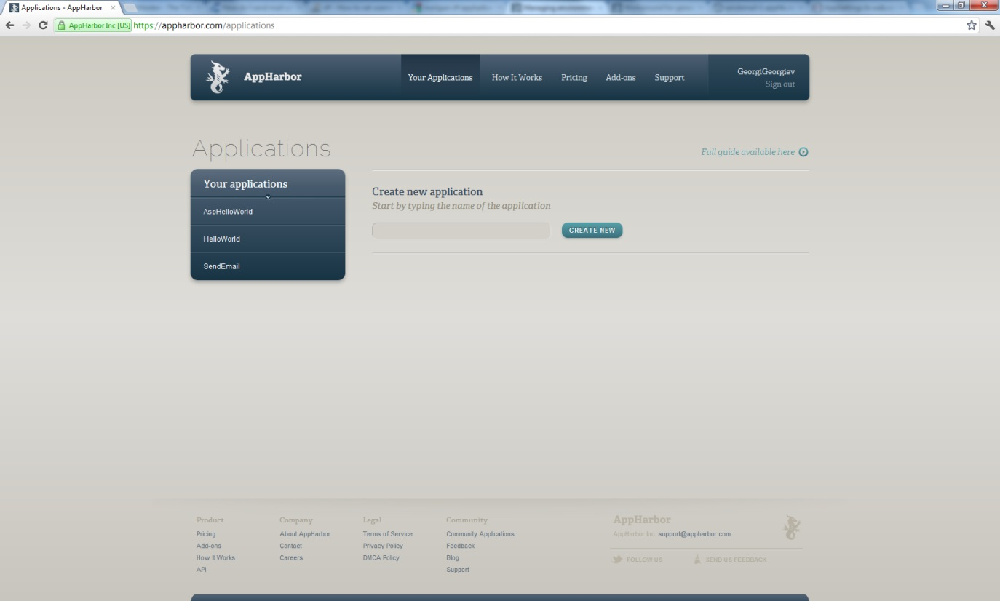 Applications - AppHarbor
AppHarbor Inc [US] https://appharbor.com/applications
AppHarbor
Your Applications
How It Works
Pricing
Add-ons
Support
GeorgiGeorgiev
Sign out
Applications
Full guide available here
Your applications
AspHelloWorld
HelloWorld
SendEmail
Create new application
Start by typing the name of the application
CREATE NEW
Product
Pricing
Add-ons
How It Works
API
Company
About AppHarbor
Contact
Careers
Legal
Terms of Service
Privacy Policy
DMCA Policy
Community
Community Applications
Feedback
Blog
Support
AppHarbor
AppHarbor Inc. support@appharbor.com
FOLLOW US
SEND US FEEDBACK